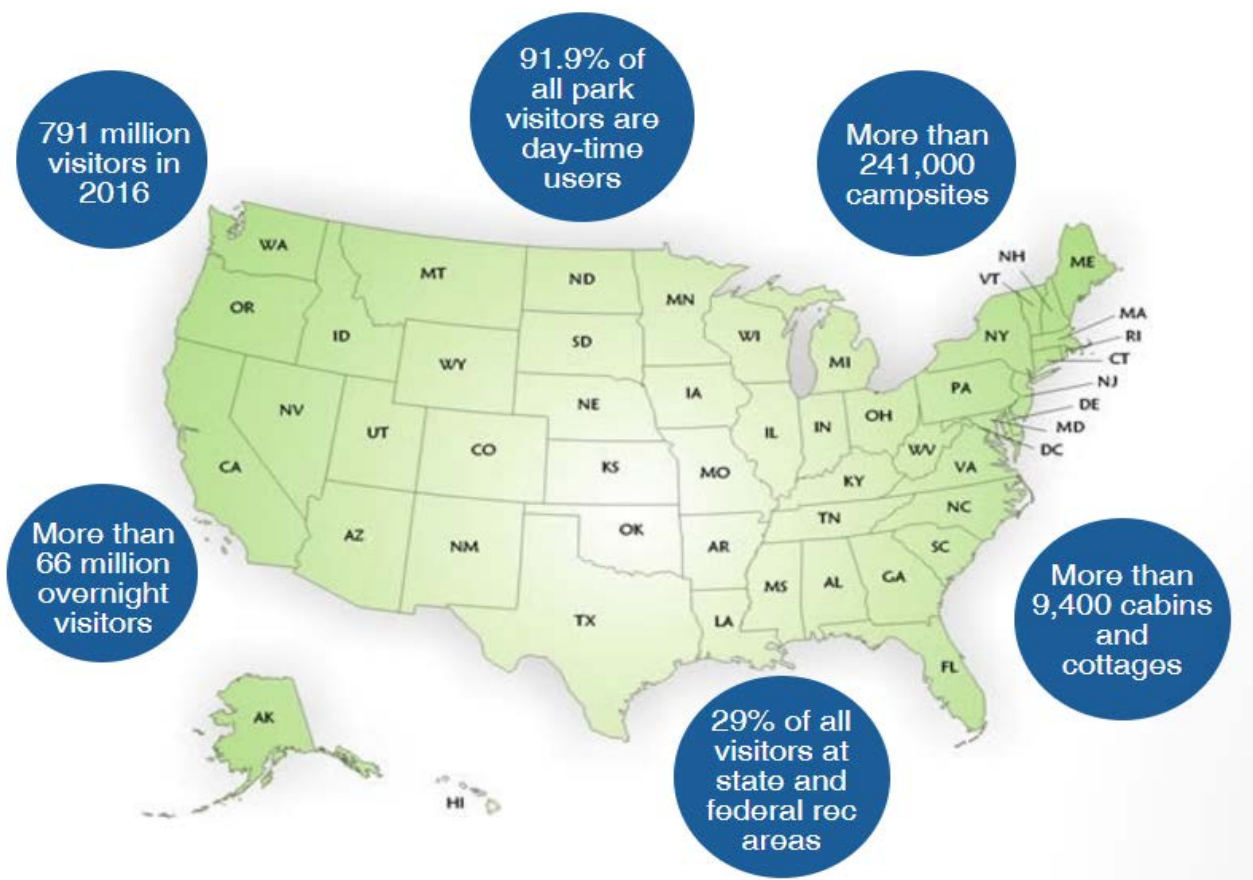 91.9% of
all park
visitors are
day-time
users
791 million
visitors in
2016
More than
241,000
campsites
WA
MT
ND
MN
NH
VT
ME
OR
ID
SD
WI
MI
NY
MA
RI
CT
WY
NV
UT
CO
NE
IA
IL
IN
OH
PA
NJ
DE
MD
DC
CA
KS
MO
KY
WV
VA
AZ
NM
OK
AR
TN
NC
SC
TX
LA
MS
AL
GA
FL
More than
66 million
overnight
visitors
More than
9,400 cabins
and
cottages
AK
HI
29% of all
visitors at
state and
federal rec
areas